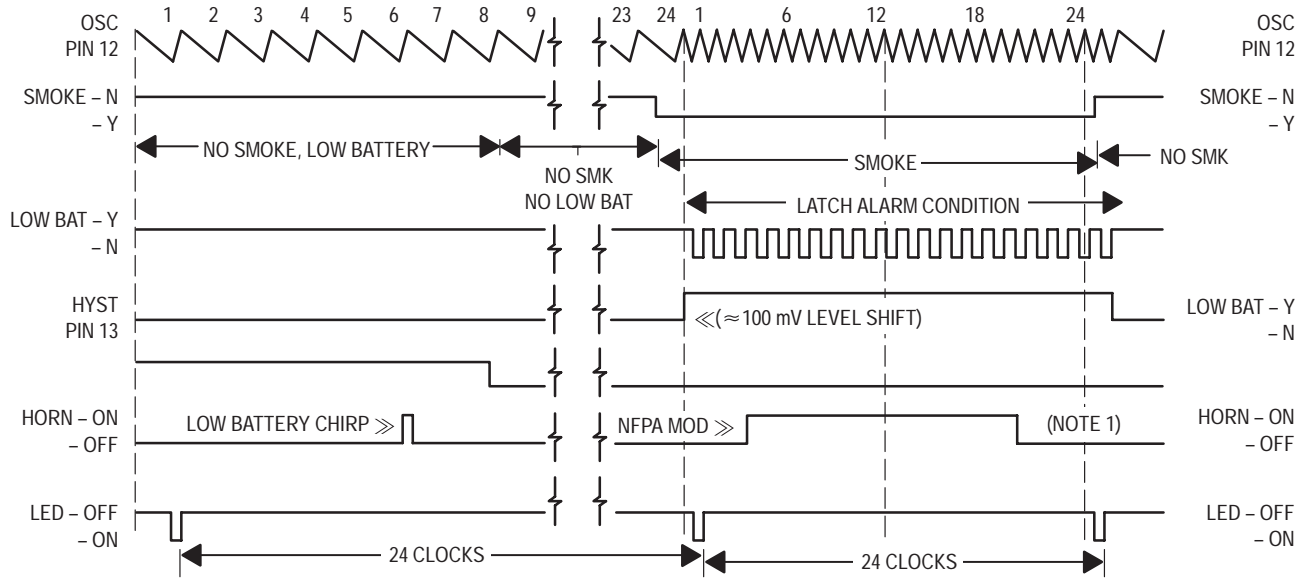 1 2 3 4 5 6 7 8 9 23 24 1 6 12 18 24
OSC
PIN 12
OSC
PIN 12
SMOKE – N
– Y
SMOKE – N
– Y
NO SMOKE, LOW BATTERY
NO SMK
NO LOW BAT
SMOKE
NO SMK
LATCH ALARM CONDITION
LOW BAT – Y
– N
HYST
PIN 13
≪(≈100 mV LEVEL SHIFT)
LOW BAT – Y
– N
HORN – ON
– OFF
LOW BATTERY CHIRP ≫
NFPA MOD ≫
(NOTE 1)
HORN – ON
– OFF
LED – OFF
– ON
LED – OFF
– ON
24 CLOCKS
24 CLOCKS